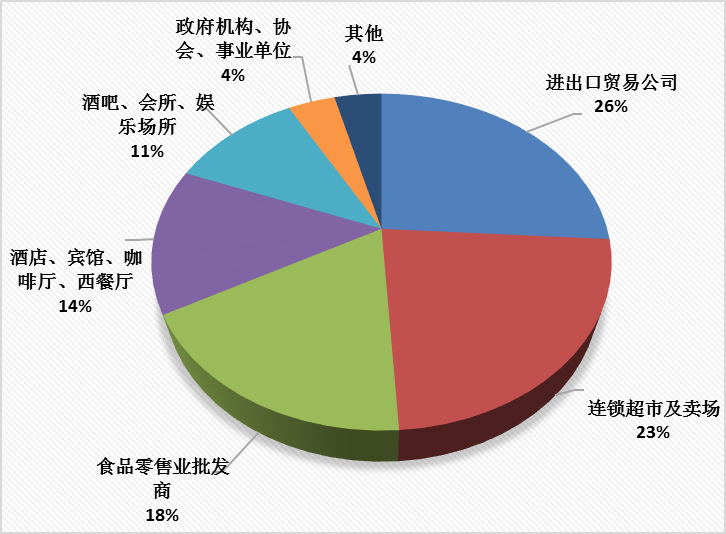 政府机构、协
会、事业单位
4%
其他
4%
进出口贸易公司
26%
酒吧、会所、娱
乐场所
11%
酒店、宾馆、咖
啡厅、西餐厅
14%
连锁超市及卖场
23%
食品零售业批发
商
18%